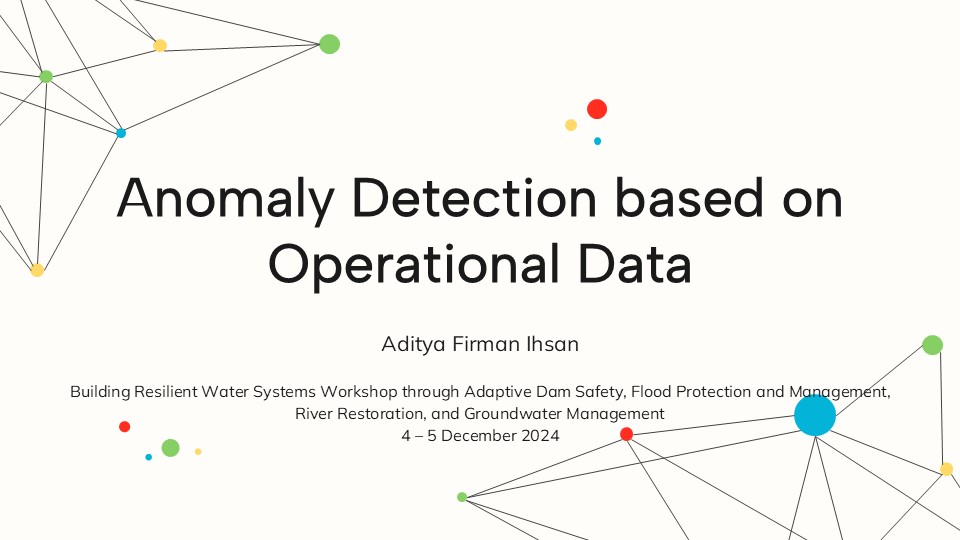 Anomaly Detection based on
Operational Data
Aditya Firman Ihsan
Building Resilient Water Systems Workshop through Adaptive Dam Safety, Flood Protection and Management,
River Restoration, and Groundwater Management
4 – 5 December 2024